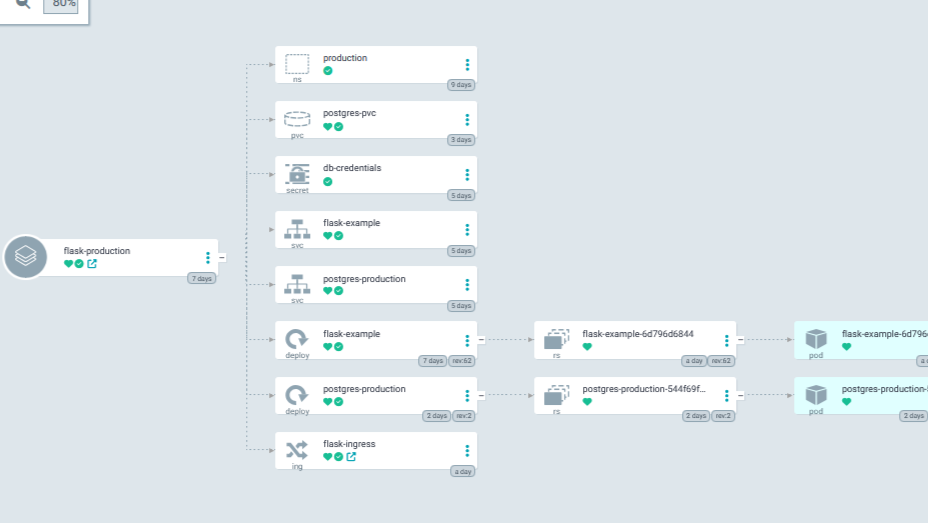 80%
production
ns
9 days
postgres-pvc
pvc
3 days
db-credentials
secret
5 days
flask-example
svc
5 days
flask-production
7 days
postgres-production
svc
5 days
flask-example
deploy
7 days rev:62
flask-example-6d796d6844
rs
a day rev:62
flask-example-6d796
pod
postgres-production
deploy
2 days rev:2
postgres-production-544f69f...
rs
2 days rev:2
postgres-production-
pod
2 days
flask-ingress
ing
a day